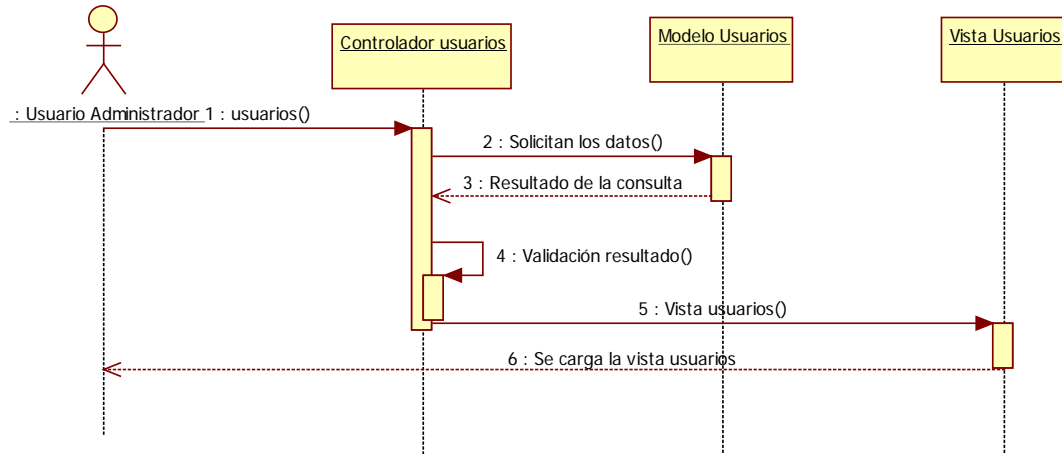 Controlador usuarios
Modelo Usuarios
Vista Usuarios
: Usuario Administrador
1 : usuarios()
2 : Solicitan los datos()
3 : Resultado de la consulta
4 : Validación resultado()
5 : Vista usuarios()
6 : Se carga la vista usuarios